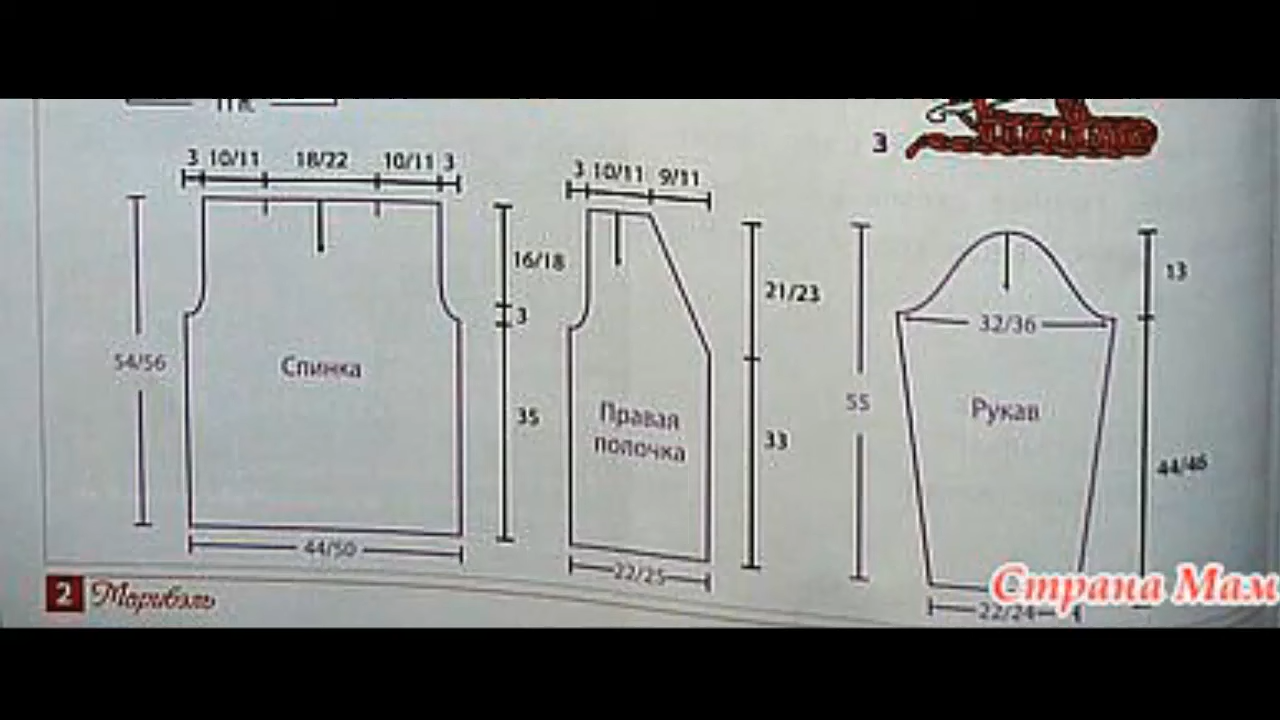 3
3 10/11 18/22 10/11 3
54/56
Спинка
16/18
3
35
44/50
3 10/11 9/11
Правая
полочка
21/23
33
22/25
55
32/36
Рукав
13
44/46
22/24
2 Марибэль
Страна Мам